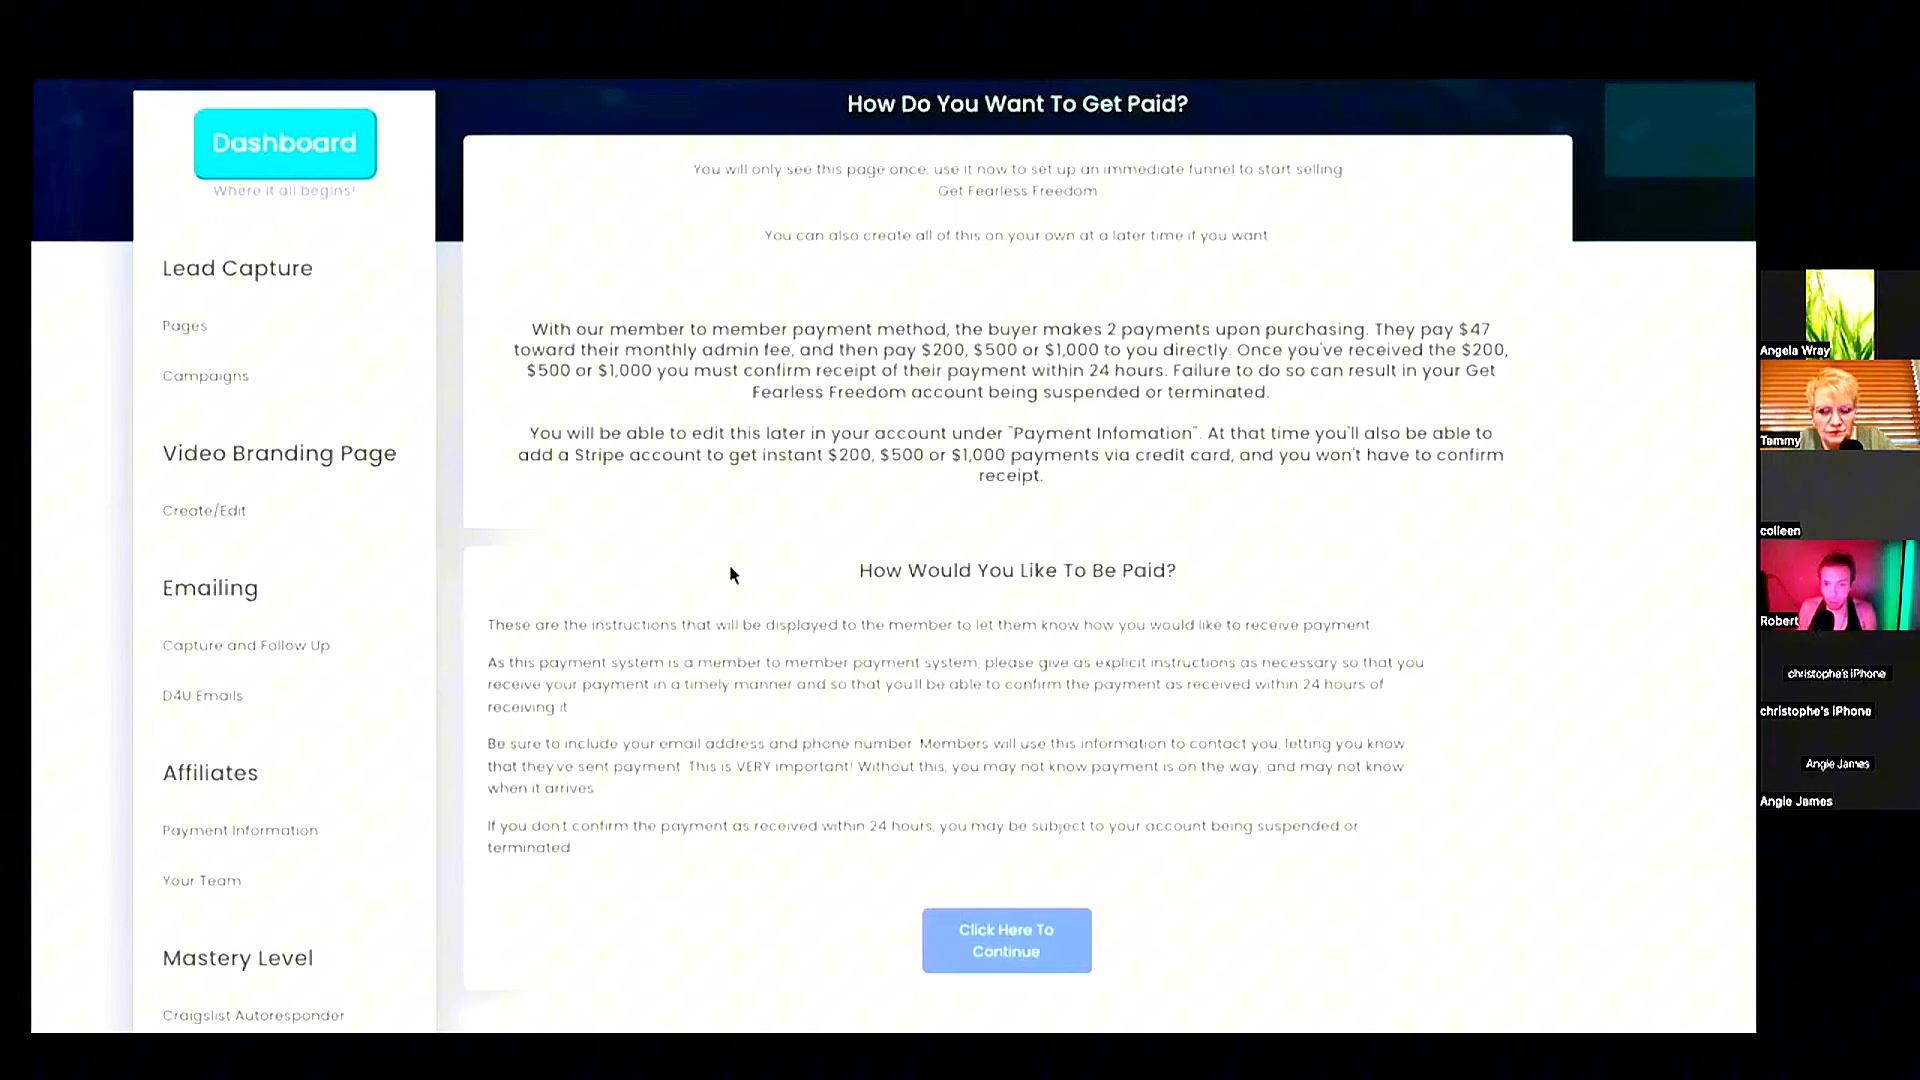 How Do You Want To Get Paid?
Dashboard
Where it all begins!
You will only see this page once, use it now to set up an immediate funnel to start selling
Get Fearless Freedom
You can also create all of this on your own at a later time if you want
Lead Capture
Pages
Campaigns
Video Branding Page
Create/Edit
Emailing
Capture and Follow Up
D4U Emails
Affiliates
Payment Information
Your Team
Mastery Level
Craigslist Autoresponder
With our member to member payment method, the buyer makes 2 payments upon purchasing. They pay $47
toward their monthly admin fee, and then pay $200, $500 or $1,000 to you directly. Once you've received the $200,
$500 or $1,000 you must confirm receipt of their payment within 24 hours. Failure to do so can result in your Get
Fearless Freedom account being suspended or terminated.
You will be able to edit this later in your account under "Payment Infomation". At that time you'll also be able to
add a Stripe account to get instant $200, $500 or $1,000 payments via credit card, and you won't have to confirm
receipt.
How Would You Like To Be Paid?
These are the instructions that will be displayed to the member to let them know how you would like to receive payment
As this payment system is a member to member payment system, please give as explicit instructions as necessary so that you
receive your payment in a timely manner and so that you'll be able to confirm the payment as received within 24 hours of
receiving it
Be sure to include your email address and phone number. Members will use this information to contact you, letting you know
that they've sent payment. This is VERY important! Without this, you may not know payment is on the way, and may not know
when it arrives
If you don't confirm the payment as received within 24 hours, you may be subject to your account being suspended or
terminated
Click Here To
Continue
Angela Wray
Tammy
colleen
Robert
christophe's iPhone
christophe's iPhone
Angie James
Angie James